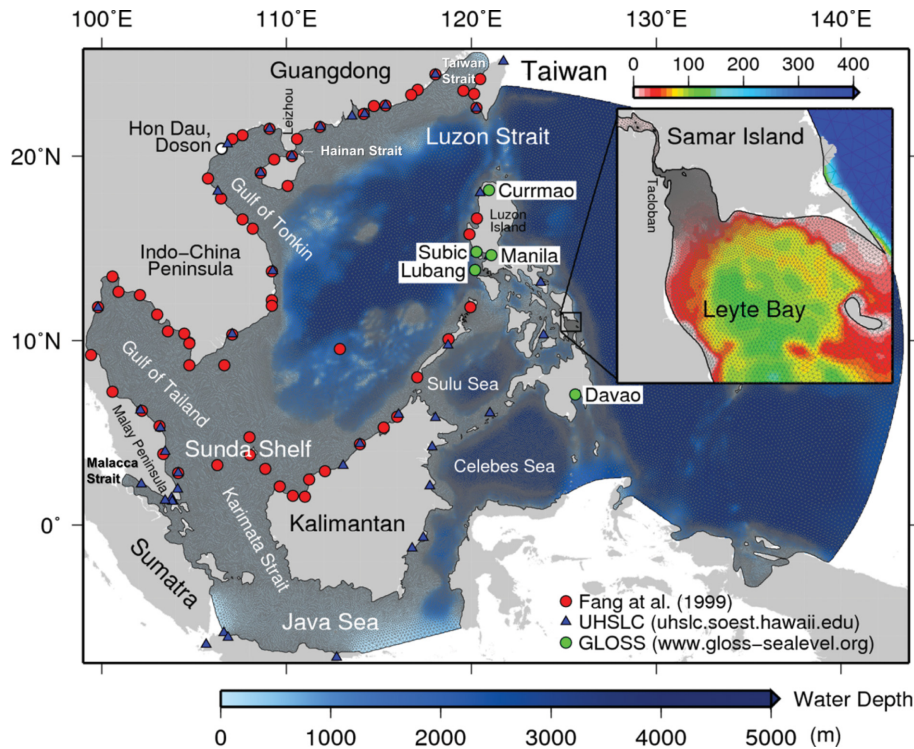 100°E 110°E 120°E 130°E 140°E
0 100 200 300 400
Guangdong
Taiwan
Strait
Taiwan
Hon Dau,
Doson
Leizhou
Hainan Strait
Luzon Strait
Samar Island
Tacloban
Leyte Bay
20°N
Gulf of Tonkin
Currmao
Luzon
Island
Indo-China
Peninsula
Subic
Manila
Lubang
10°N
Gulf of Tailand
Sulu Sea
Davao
Malay Peninsula
Sunda Shelf
Malacca
Strait
Celebes Sea
Karimata Strait
0°
Kalimantan
Sumatra
Java Sea
Fang at al. (1999)
UHSLC (uhslc.soest.hawaii.edu)
GLOSS (www.gloss-sealevel.org)
Water Depth
0 1000 2000 3000 4000 5000 (m)